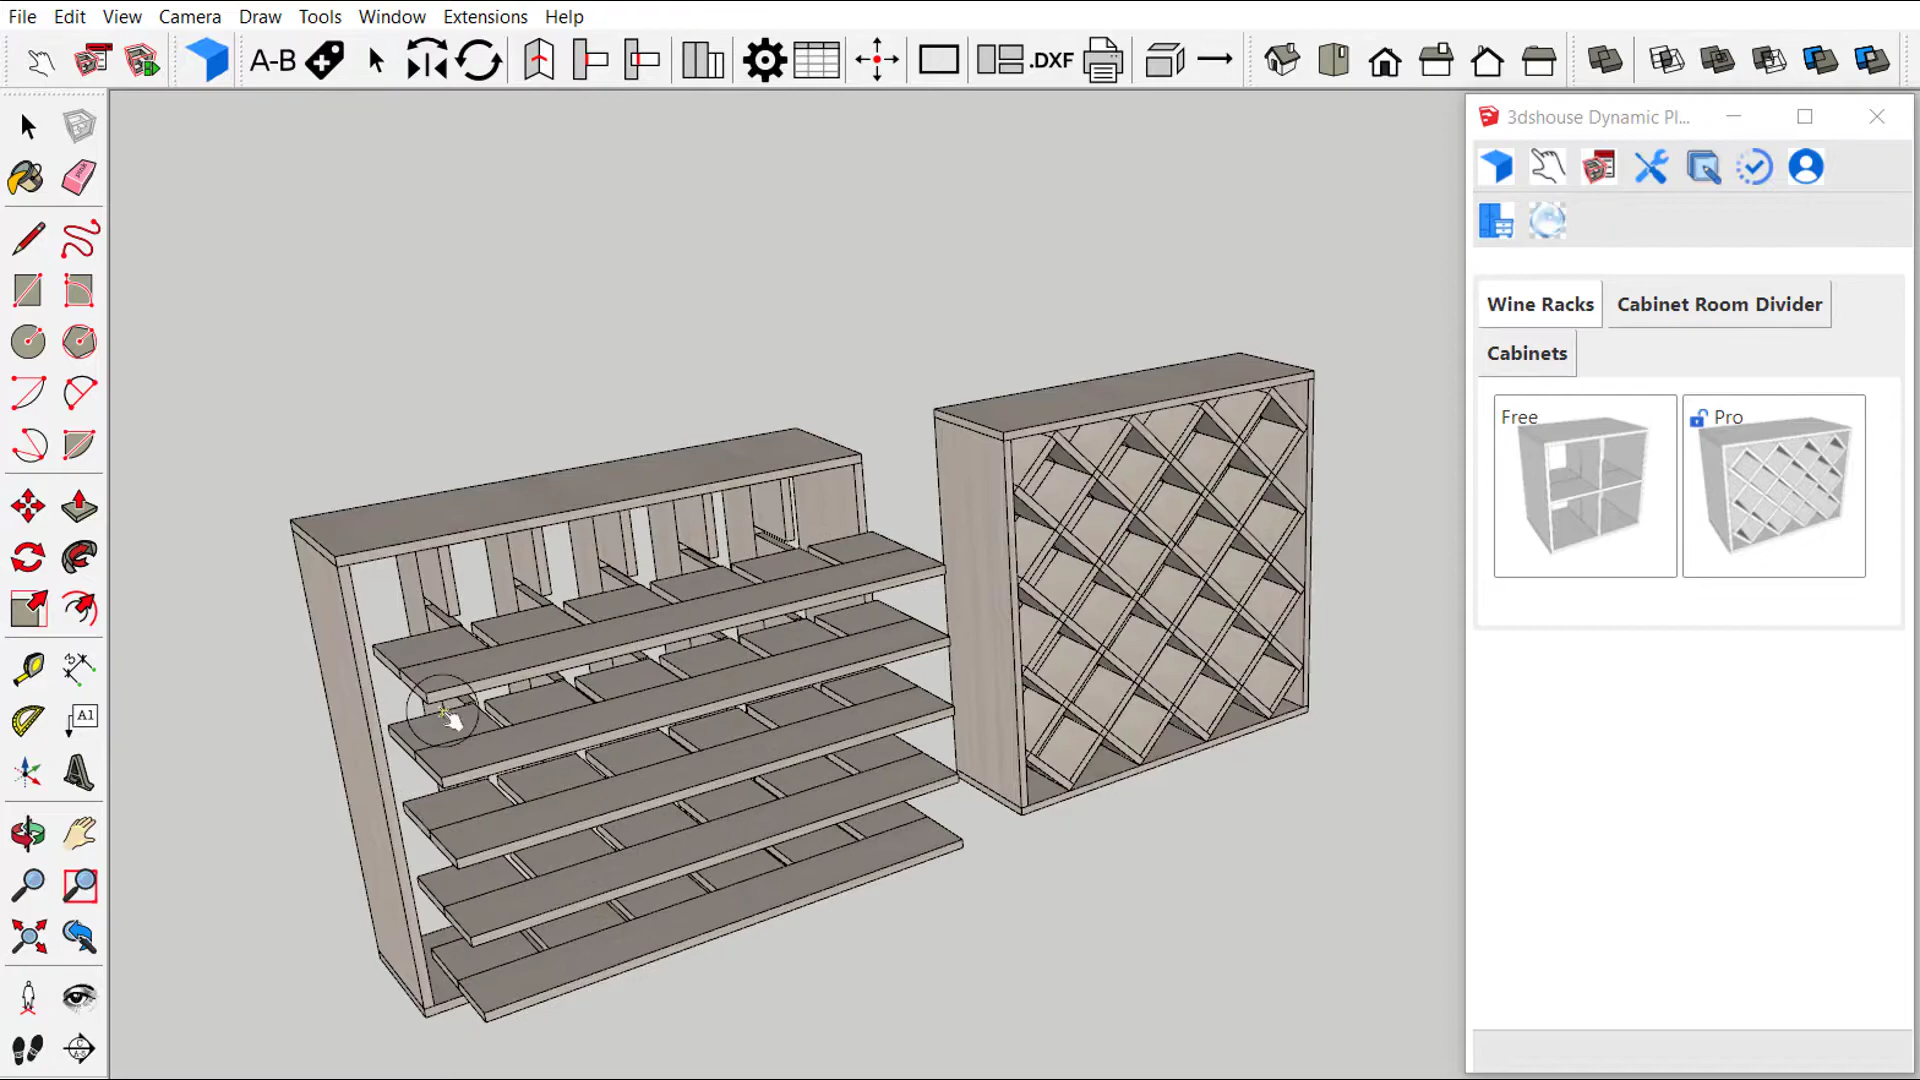 File Edit View Camera Draw Tools Window Extensions Help
A-B .DXF
3dshouse Dynamic Pl...
Wine Racks Cabinet Room Divider
Cabinets
Free Pro
A1